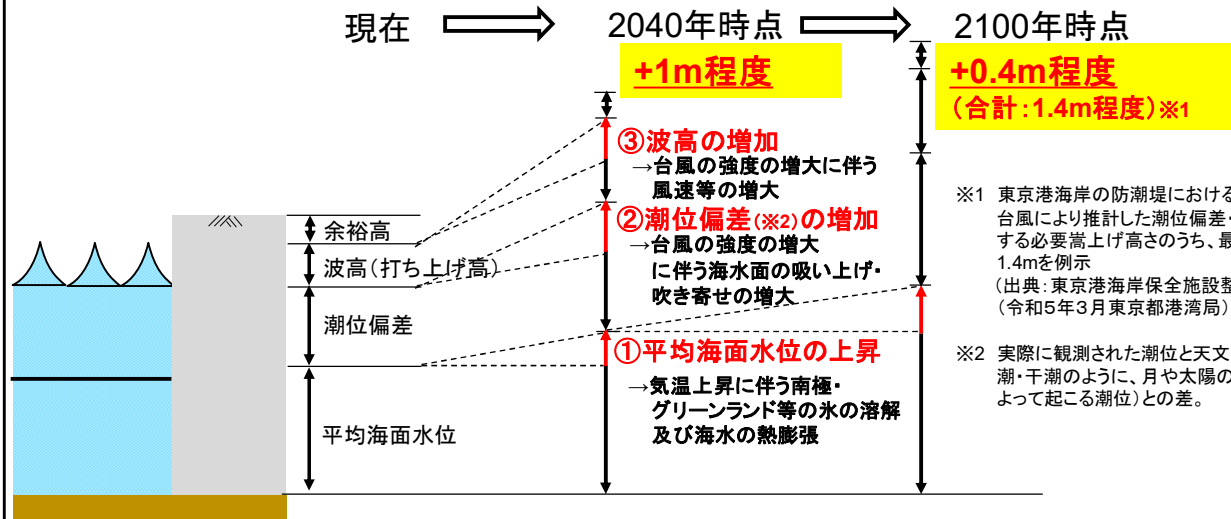 現在
2040年時点
2100年時点
+1m程度
+0.4m程度
(合計:1.4m程度)※1
③波高の増加
→台風の強度の増大に伴う
風速等の増大
②潮位偏差(※2)の増加
→台風の強度の増大
に伴う海水面の吸い上げ・
吹き寄せの増大
①平均海面水位の上昇
→気温上昇に伴う南極・
グリーンランド等の氷の溶解
及び海水の熱膨張
余裕高
波高(打ち上げ高)
潮位偏差
平均海面水位
※1 東京港海岸の防潮堤における
台風により推計した潮位偏差・
する必要嵩上げ高さのうち、最
1.4mを例示
(出典:東京港海岸保全施設整
(令和5年3月東京都港湾局)
※2 実際に観測された潮位と天文
潮・干潮のように、月や太陽の
よって起こる潮位)との差。